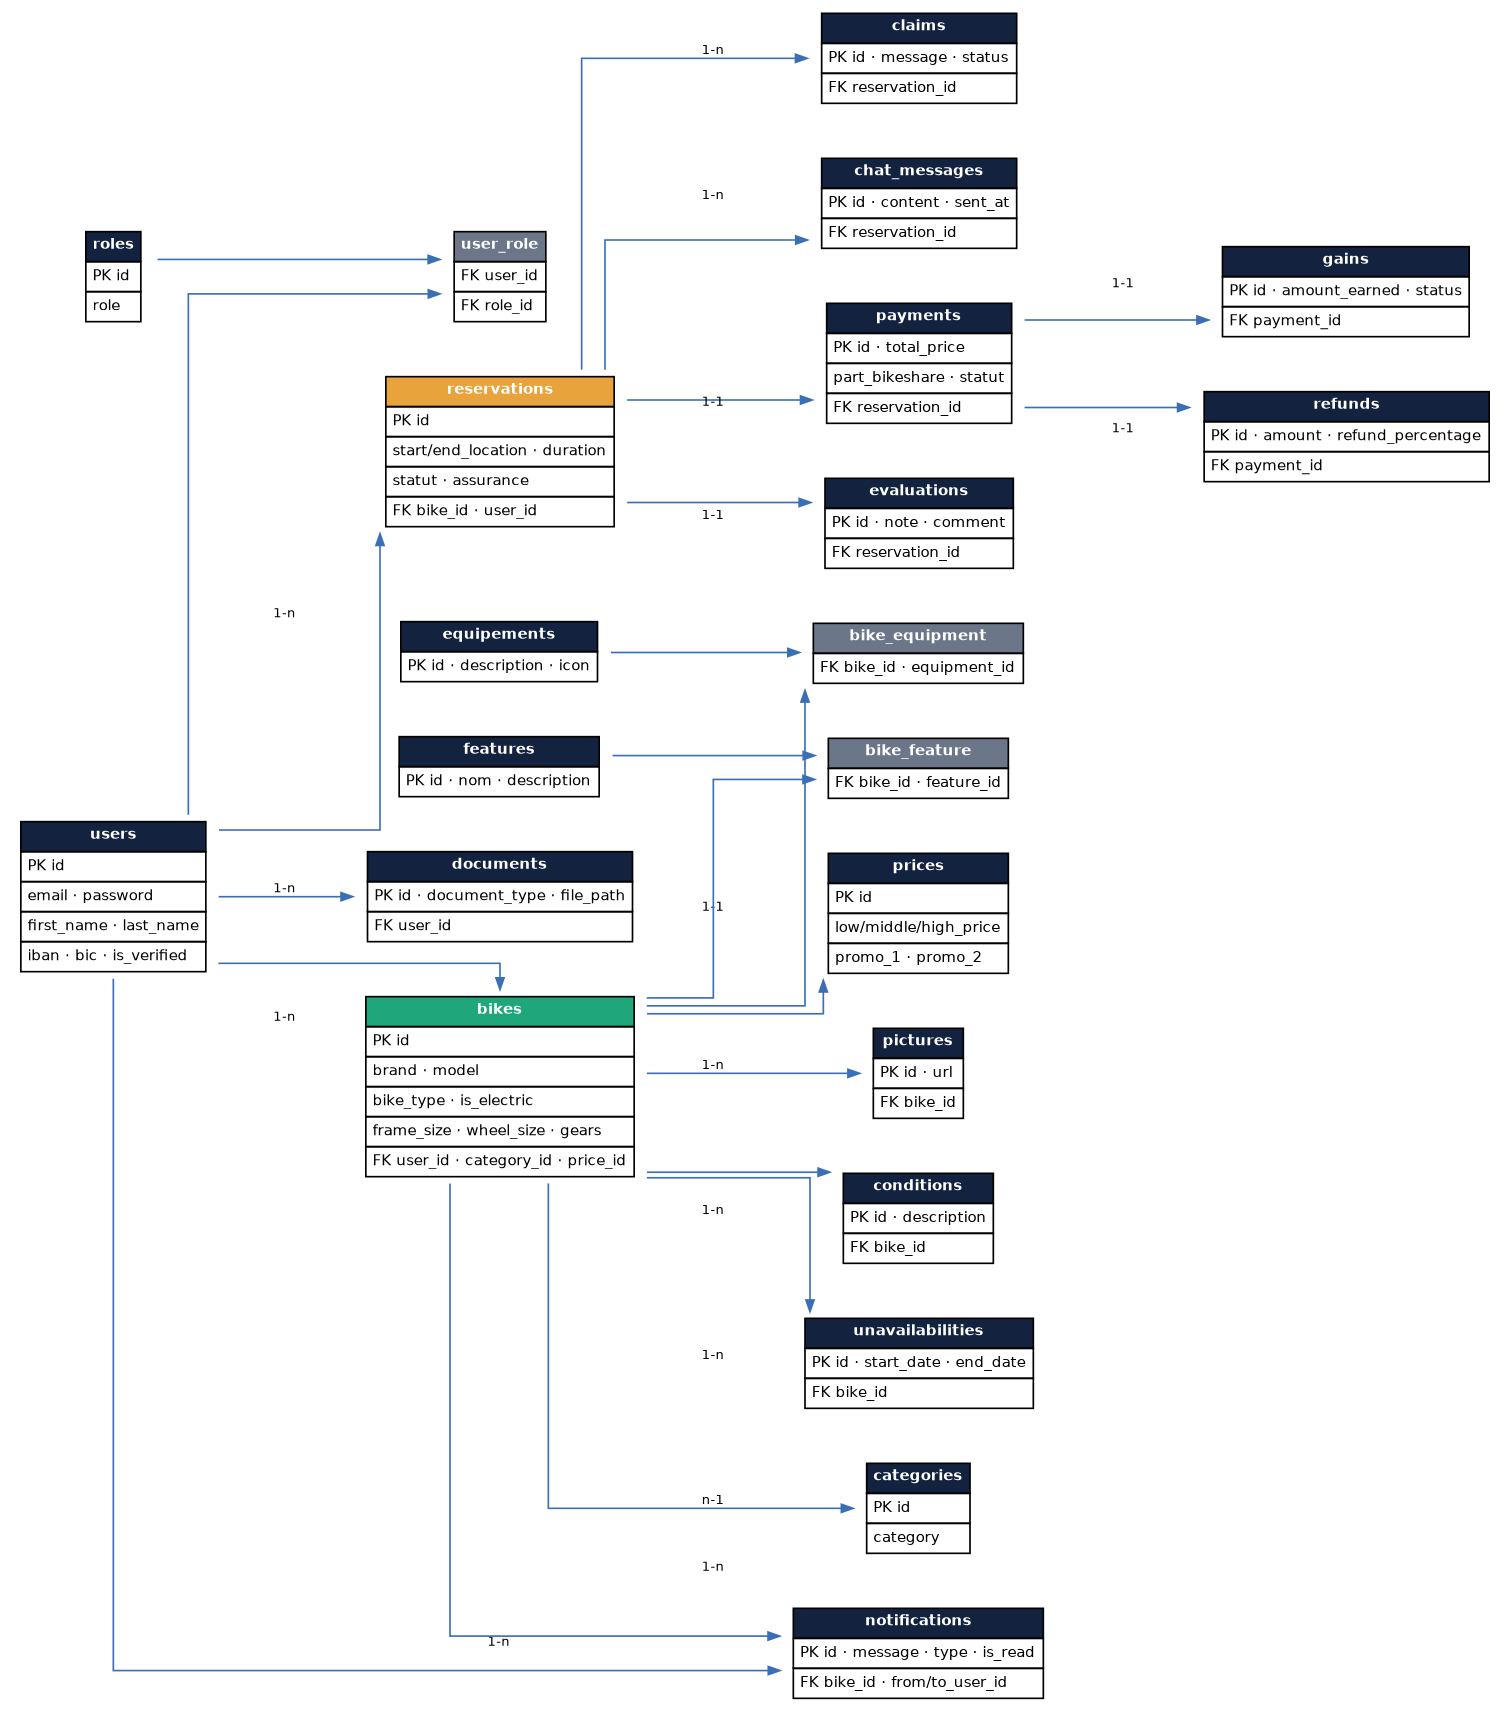 claims
PK id · message · status
FK reservation_id
1-n
chat_messages
PK id · content · sent_at
FK reservation_id
1-n
roles
PK id
role
user_role
FK user_id
FK role_id
gains
PK id · amount_earned · status
FK payment_id
1-1
payments
PK id · total_price
part_bikeshare · statut
FK reservation_id
1-1
reservations
PK id
start/end_location · duration
statut · assurance
FK bike_id · user_id
refunds
PK id · amount · refund_percentage
FK payment_id
1-1
evaluations
PK id · note · comment
FK reservation_id
1-1
1-n
equipements
PK id · description · icon
bike_equipment
FK bike_id · equipment_id
features
PK id · nom · description
bike_feature
FK bike_id · feature_id
users
PK id
email · password
first_name · last_name
iban · bic · is_verified
1-n
documents
PK id · document_type · file_path
FK user_id
1-1
prices
PK id
low/middle/high_price
promo_1 · promo_2
1-n
bikes
PK id
brand · model
bike_type · is_electric
frame_size · wheel_size · gears
FK user_id · category_id · price_id
1-n
pictures
PK id · url
FK bike_id
1-n
conditions
PK id · description
FK bike_id
1-n
unavailabilities
PK id · start_date · end_date
FK bike_id
n-1
categories
PK id
category
1-n
1-n
notifications
PK id · message · type · is_read
FK bike_id · from/to_user_id